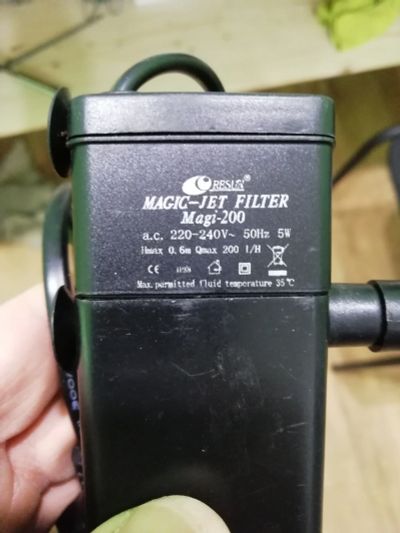 RESUN®
MAGIC-JET FILTER
Magi-200
a.c. 220-240V~ 50Hz 5W
Hmax 0.6m Qmax 200 l/H
CE IPX8
Max.permitted fluid temperature 35℃